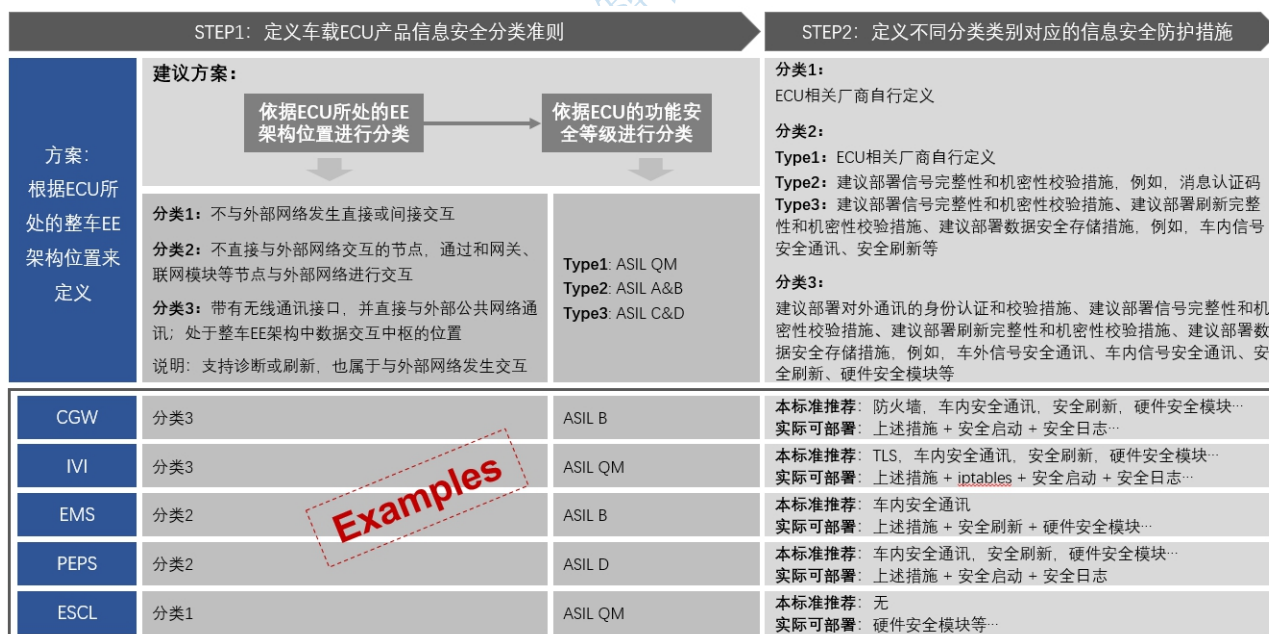 STEP1：定义车载ECU产品信息安全分类准则
STEP2：定义不同分类类别对应的信息安全防护措施
方案：
根据ECU所
处的整车EE
架构位置来
定义
建议方案：
依据ECU所处的EE
架构位置进行分类
依据ECU的功能安
全等级进行分类
分类1：不与外部网络发生直接或间接交互
分类2：不直接与外部网络交互的节点，通过和网关、
联网模块等节点与外部网络进行交互
分类3：带有无线通讯接口，并直接与外部公共网络通
讯；处于整车EE架构中数据交互中枢的位置
说明：支持诊断或刷新，也属于与外部网络发生交互
Type1: ASIL QM
Type2: ASIL A&B
Type3: ASIL C&D
分类1：
ECU相关厂商自行定义
分类2：
Type1：ECU相关厂商自行定义
Type2：建议部署信号完整性和机密性校验措施，例如，消息认证码
Type3：建议部署信号完整性和机密性校验措施、建议部署刷新完整
性和机密性校验措施、建议部署数据安全存储措施，例如，车内信号
安全通讯、安全刷新等
分类3：
建议部署对外通讯的身份认证和校验措施、建议部署信号完整性和机
密性校验措施、建议部署刷新完整性和机密性校验措施、建议部署数
据安全存储措施，例如，车外信号安全通讯、车内信号安全通讯、安
全刷新、硬件安全模块等
CGW
分类3
ASIL B
本标准推荐：防火墙，车内安全通讯，安全刷新，硬件安全模块…
实际可部署：上述措施 + 安全启动 + 安全日志…
IVI
分类3
ASIL QM
本标准推荐：TLS，车内安全通讯，安全刷新，硬件安全模块…
实际可部署：上述措施 + iptables + 安全启动 + 安全日志…
EMS
分类2
ASIL B
本标准推荐：车内安全通讯
实际可部署：上述措施 + 安全刷新 + 硬件安全模块…
PEPS
分类2
ASIL D
本标准推荐：车内安全通讯，安全刷新，硬件安全模块…
实际可部署：上述措施 + 安全启动 + 安全日志
ESCL
分类1
ASIL QM
本标准推荐：无
实际可部署：硬件安全模块等…
Examples